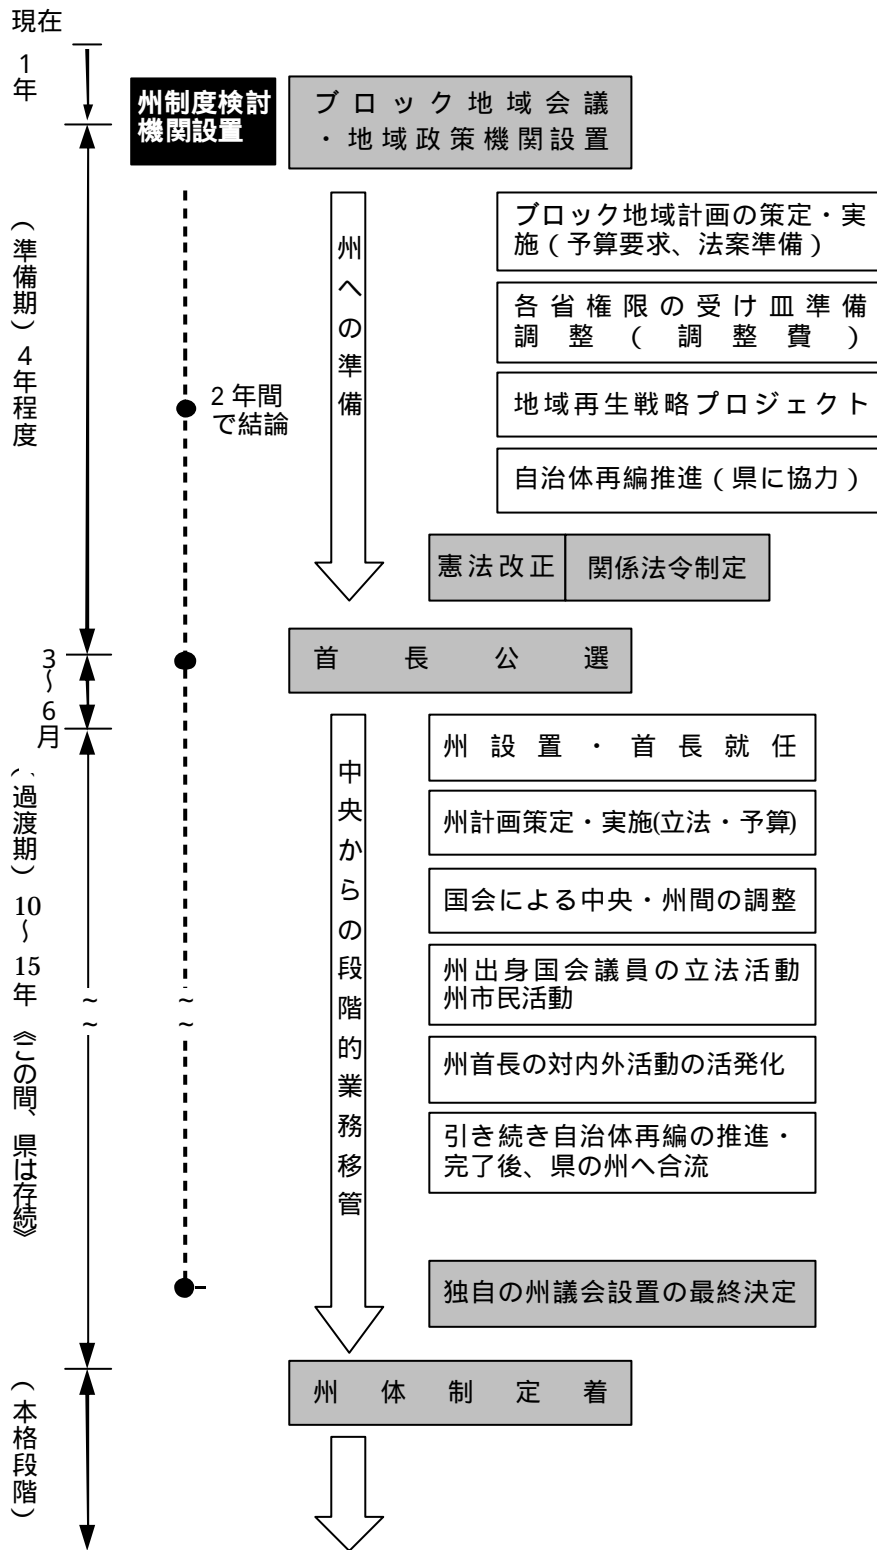 現在
1年
州制度検討
機関設置
ブロック地域会議
・地域政策機関設置
(準備期) 4年程度
州への準備
ブロック地域計画の策定・実
施(予算要求、法案準備)
各省権限の受け皿準備
調整(調整費)
2年間
で結論
地域再生戦略プロジェクト
自治体再編推進(県に協力)
憲法改正
関係法令制定
3~6月
首長公選
中央からの段階的業務移管
州設置・首長就任
(過渡期) 10~15年 《この間、県は存続》
州計画策定・実施(立法・予算)
国会による中央・州間の調整
州出身国会議員の立法活動
州市民活動
州首長の対内外活動の活発化
引き続き自治体再編の推進・
完了後、県の州へ合流
独自の州議会設置の最終決定
州体制定着
(本格段階)